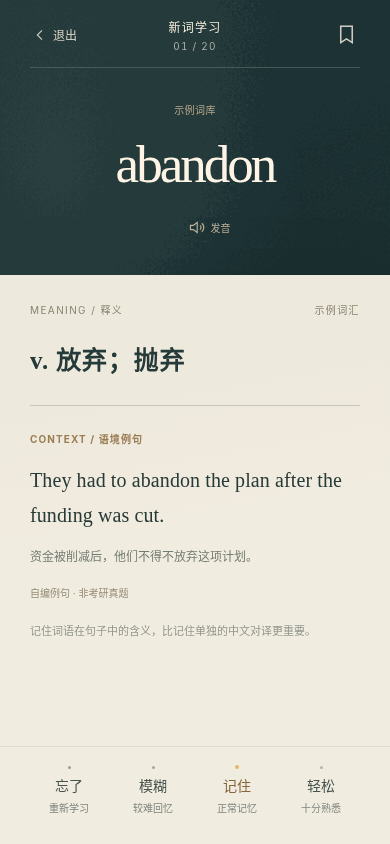 退出
新词学习
01 / 20
示例词库
abandon
发音
MEANING / 释义
示例词汇
v. 放弃；抛弃
CONTEXT / 语境例句
They had to abandon the plan after the
funding was cut.
资金被削减后，他们不得不放弃这项计划。
自编例句 · 非考研真题
记住词语在句子中的含义，比记住单独的中文对译更重要。
忘了
重新学习
模糊
较难回忆
记住
正常记忆
轻松
十分熟悉